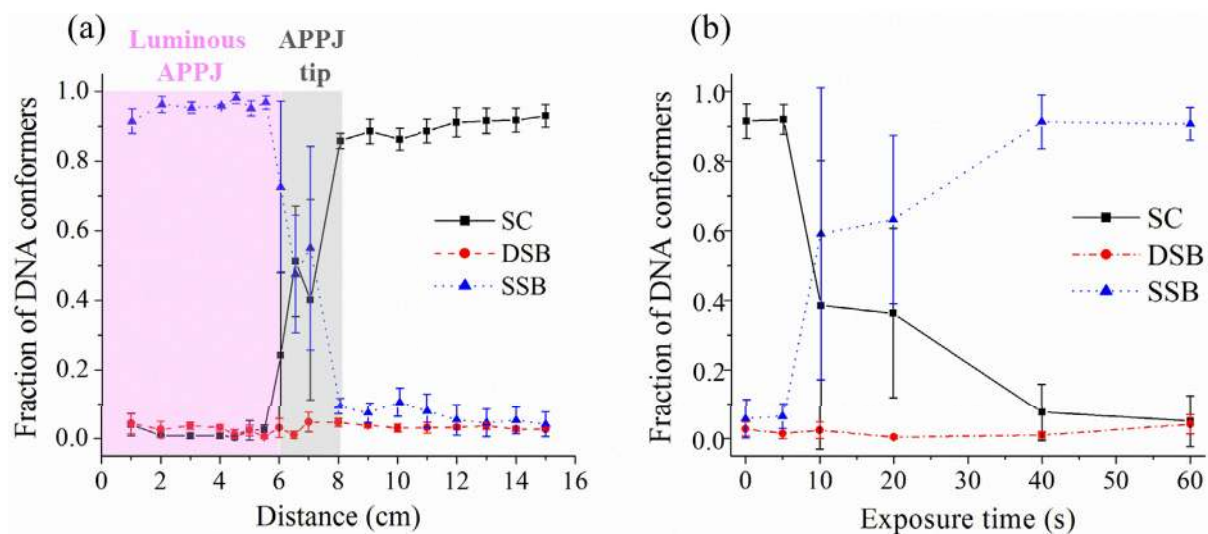 (a)
Luminous
APPJ
APPJ
tip
Fraction of DNA conformers
1.0
0.8
0.6
0.4
0.2
0.0
SC
DSB
SSB
0 2 4 6 8 10 12 14 16
Distance (cm)
(b)
Fraction of DNA conformers
1.0
0.8
0.6
0.4
0.2
0.0
SC
DSB
SSB
0 10 20 30 40 50 60
Exposure time (s)